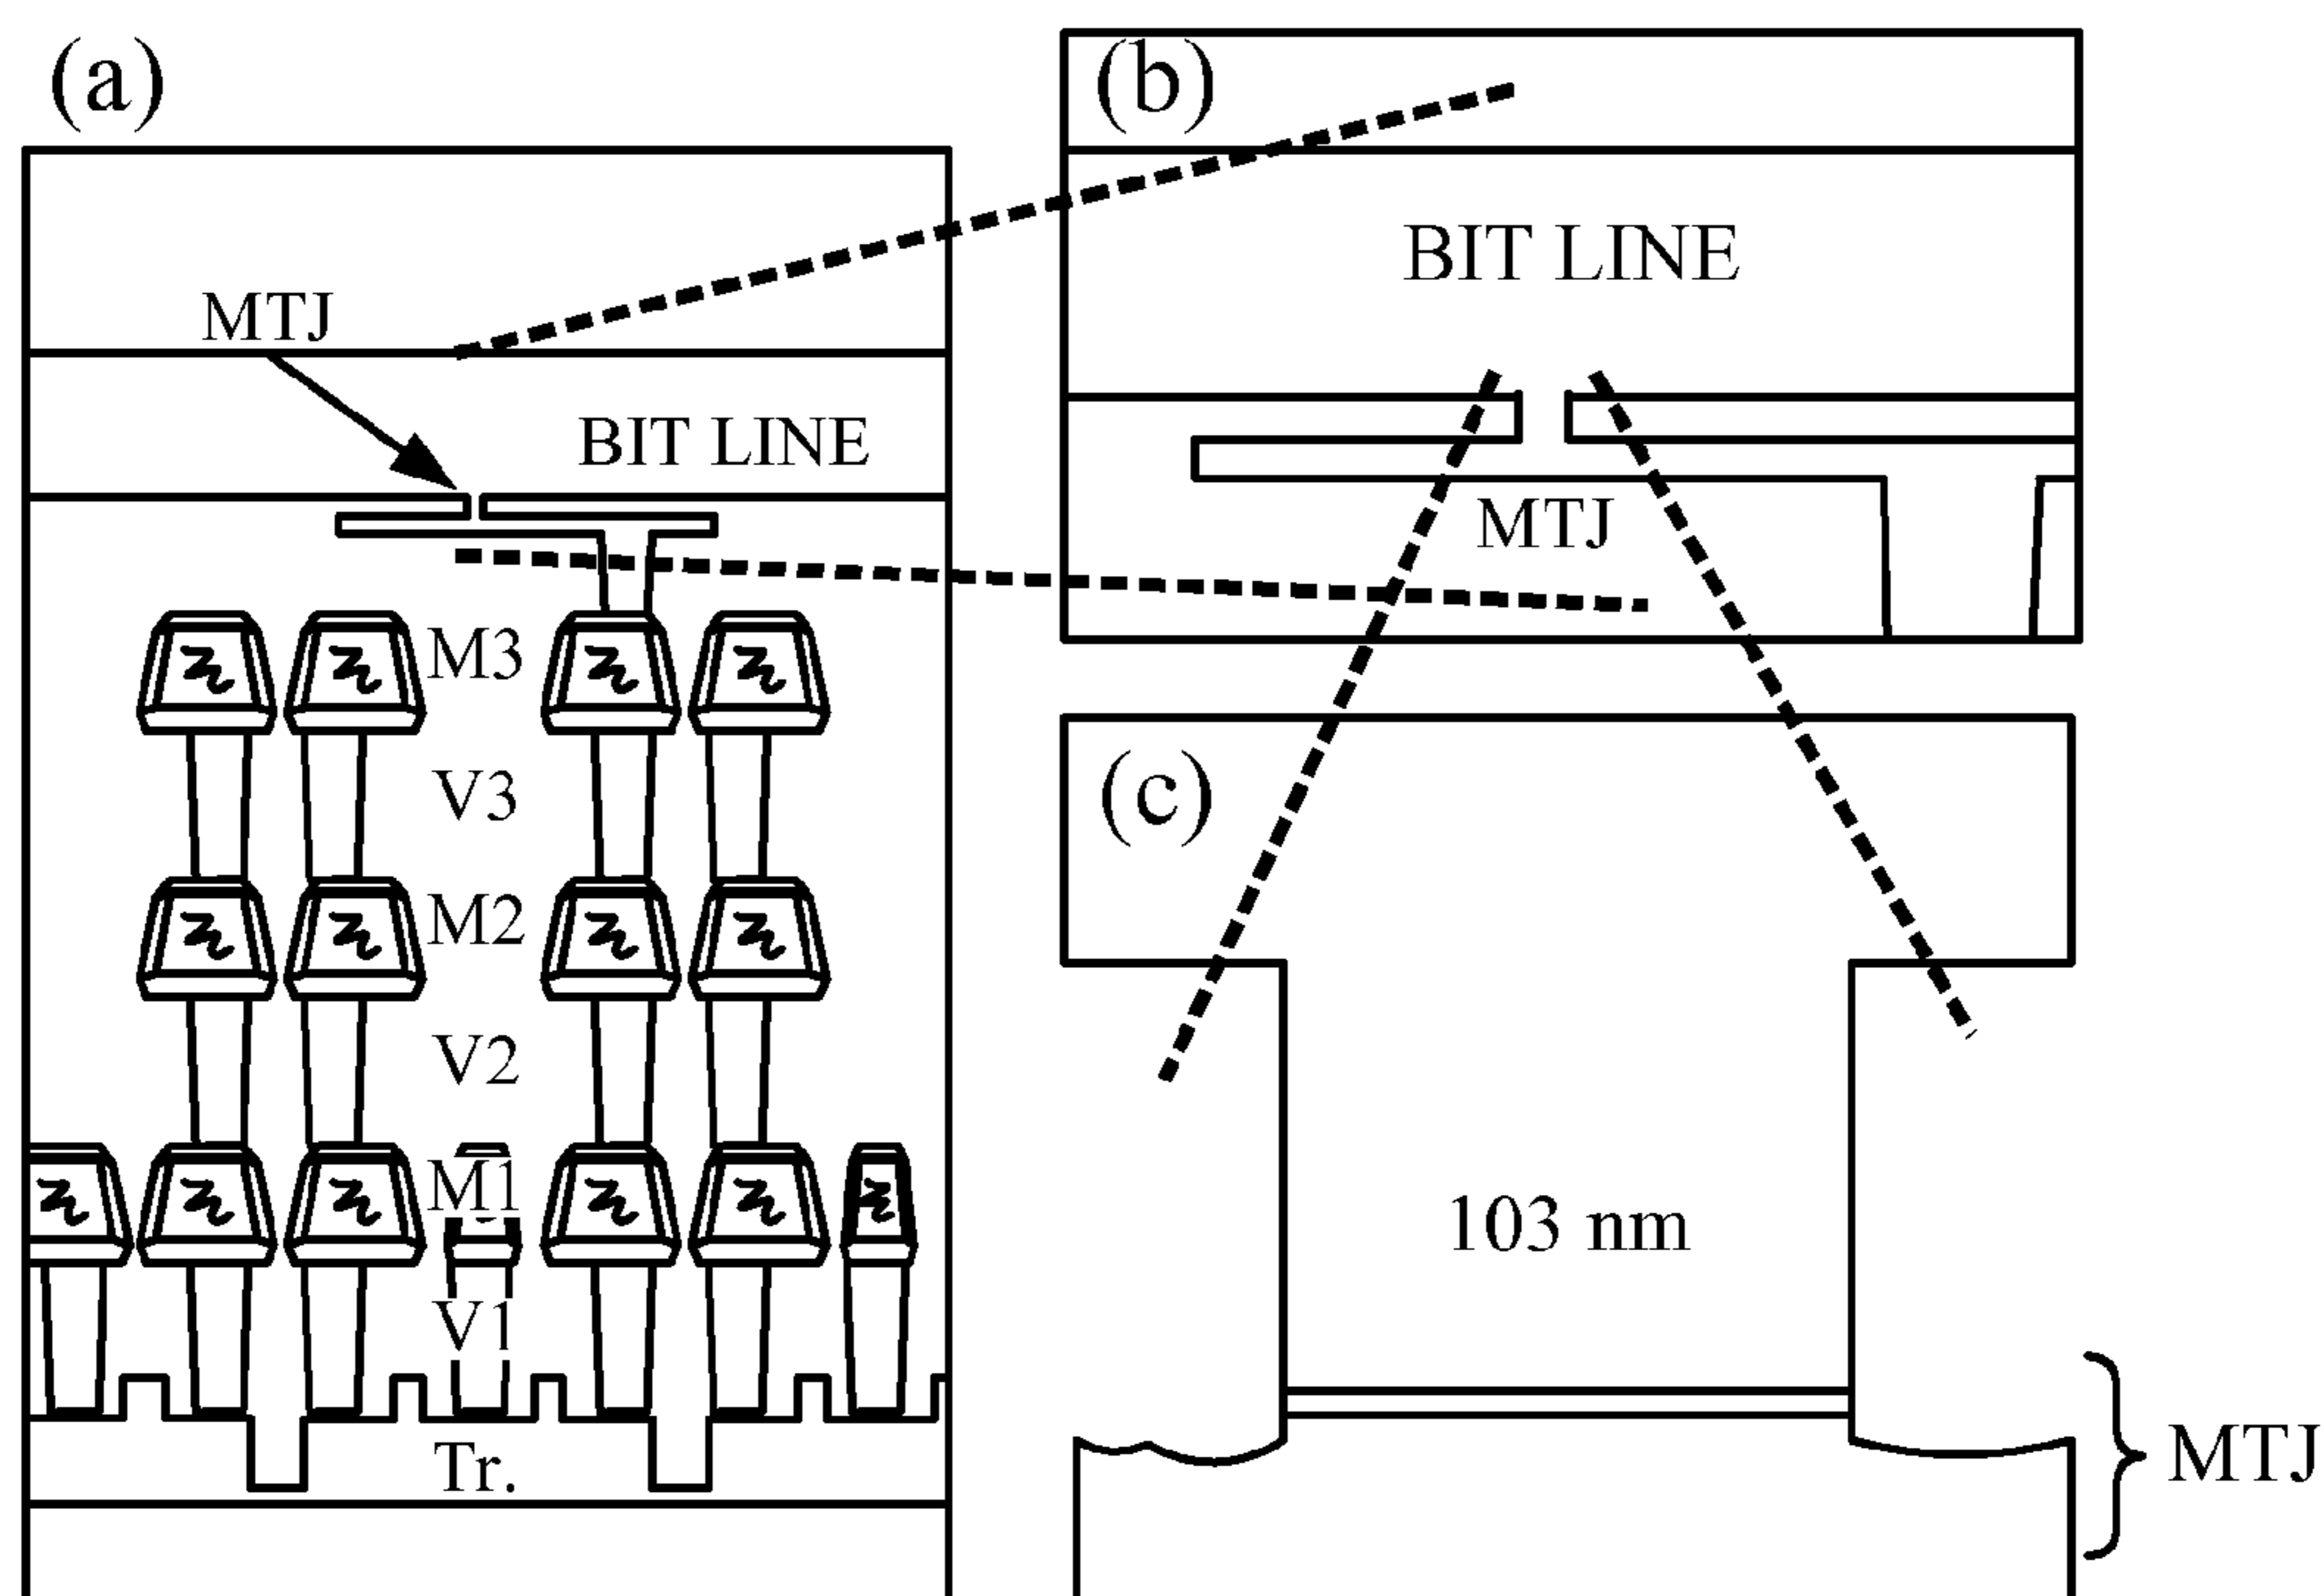 (a)
MTJ
BIT LINE
M3
V3
M2
V2
M1
V1
Tr.
(b)
BIT LINE
MTJ
(c)
103 nm
MTJ